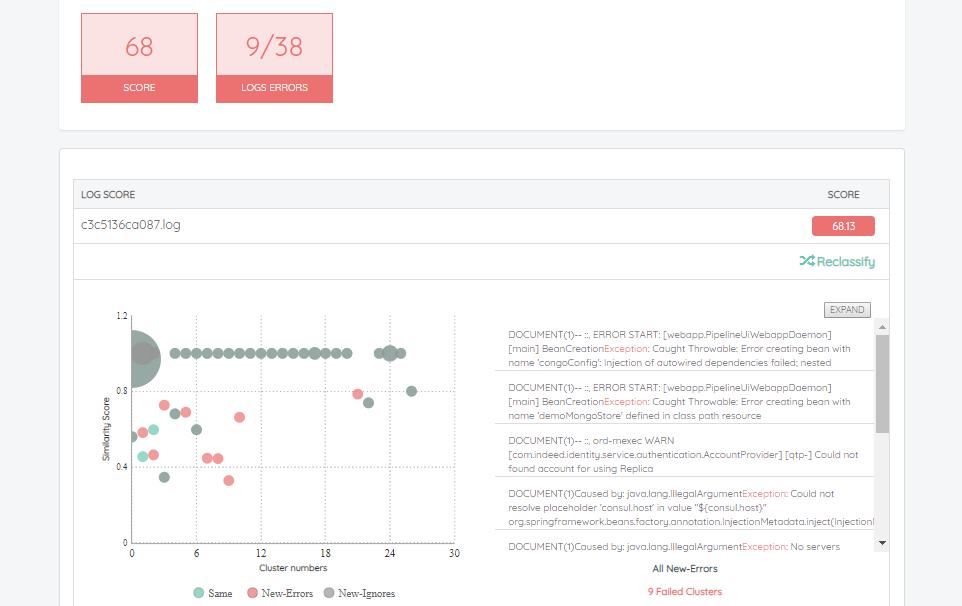 68
SCORE
9/38
LOGS ERRORS
LOG SCORE
SCORE
c3c5136ca087.log
68.13
Reclassify
EXPAND
1.2
0.8
0.4
0
Similarity Score
0 6 12 18 24 30
Cluster numbers
Same New-Errors New-Ignores
DOCUMENT(1)-- ::, ERROR START: [webapp.PipelineUiWebappDaemon]
[main] BeanCreationException: Caught Throwable: Error creating bean with
name 'congoConfig': Injection of autowired dependencies failed; nested
DOCUMENT(1)-- ::, ERROR START: [webapp.PipelineUiWebappDaemon]
[main] BeanCreationException: Caught Throwable: Error creating bean with
name 'demoMongoStore' defined in class path resource
DOCUMENT(1)-- ::, ord-mexec WARN
[com.indeed.identity.service.authentication.AccountProvider] [qtp-] Could not
found account for using Replica
DOCUMENT(1)Caused by: java.lang.IllegalArgumentException: Could not
resolve placeholder 'consul.host' in value "${consul.host}"
org.springframework.beans.factory.annotation.InjectionMetadata.inject(Injectionl
DOCUMENT(1)Caused by: java.lang.IllegalArgumentException: No servers
All New-Errors
9 Failed Clusters